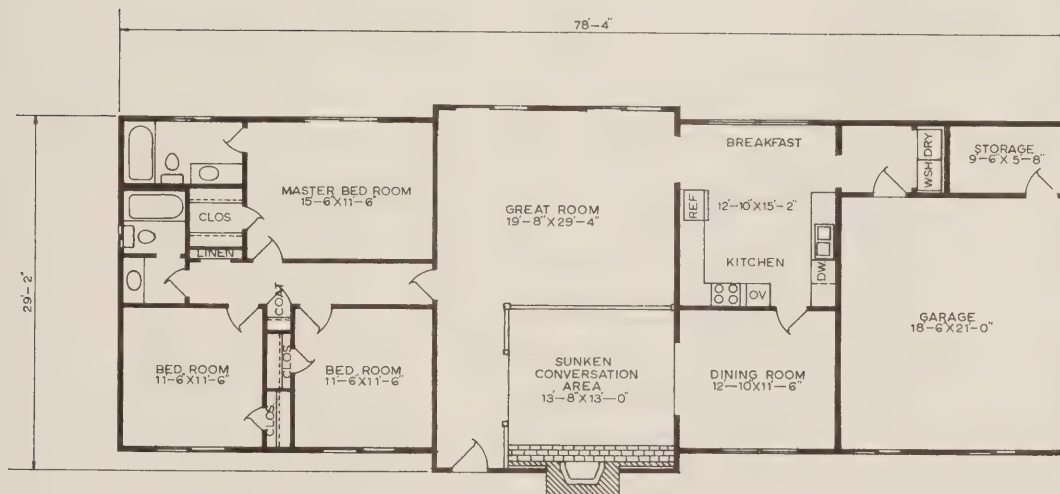 78'-4"
29'-2"
MASTER BED ROOM
15'-6"X11'-6"
CLOS
LINEN
COAT
BED ROOM
11'-6"X11'-6"
CLOS
CLOS
BED ROOM
11'-6"X11'-6"
GREAT ROOM
19'-8"X29'-4"
SUNKEN
CONVERSATION
AREA
13'-8"X13'-0"
BREAKFAST
REF
12'-10"X15'-2"
KITCHEN
DW
OV
DINING ROOM
12'-10"X11'-6"
WSH
DRY
STORAGE
9'-6"X 5'-8"
GARAGE
18'-6"X21'-0"